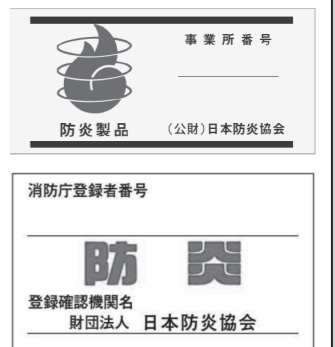 事業所番号
防炎製品 (公財)日本防炎協会
消防庁登録者番号
防炎
登録確認機関名
財団法人 日本防炎協会